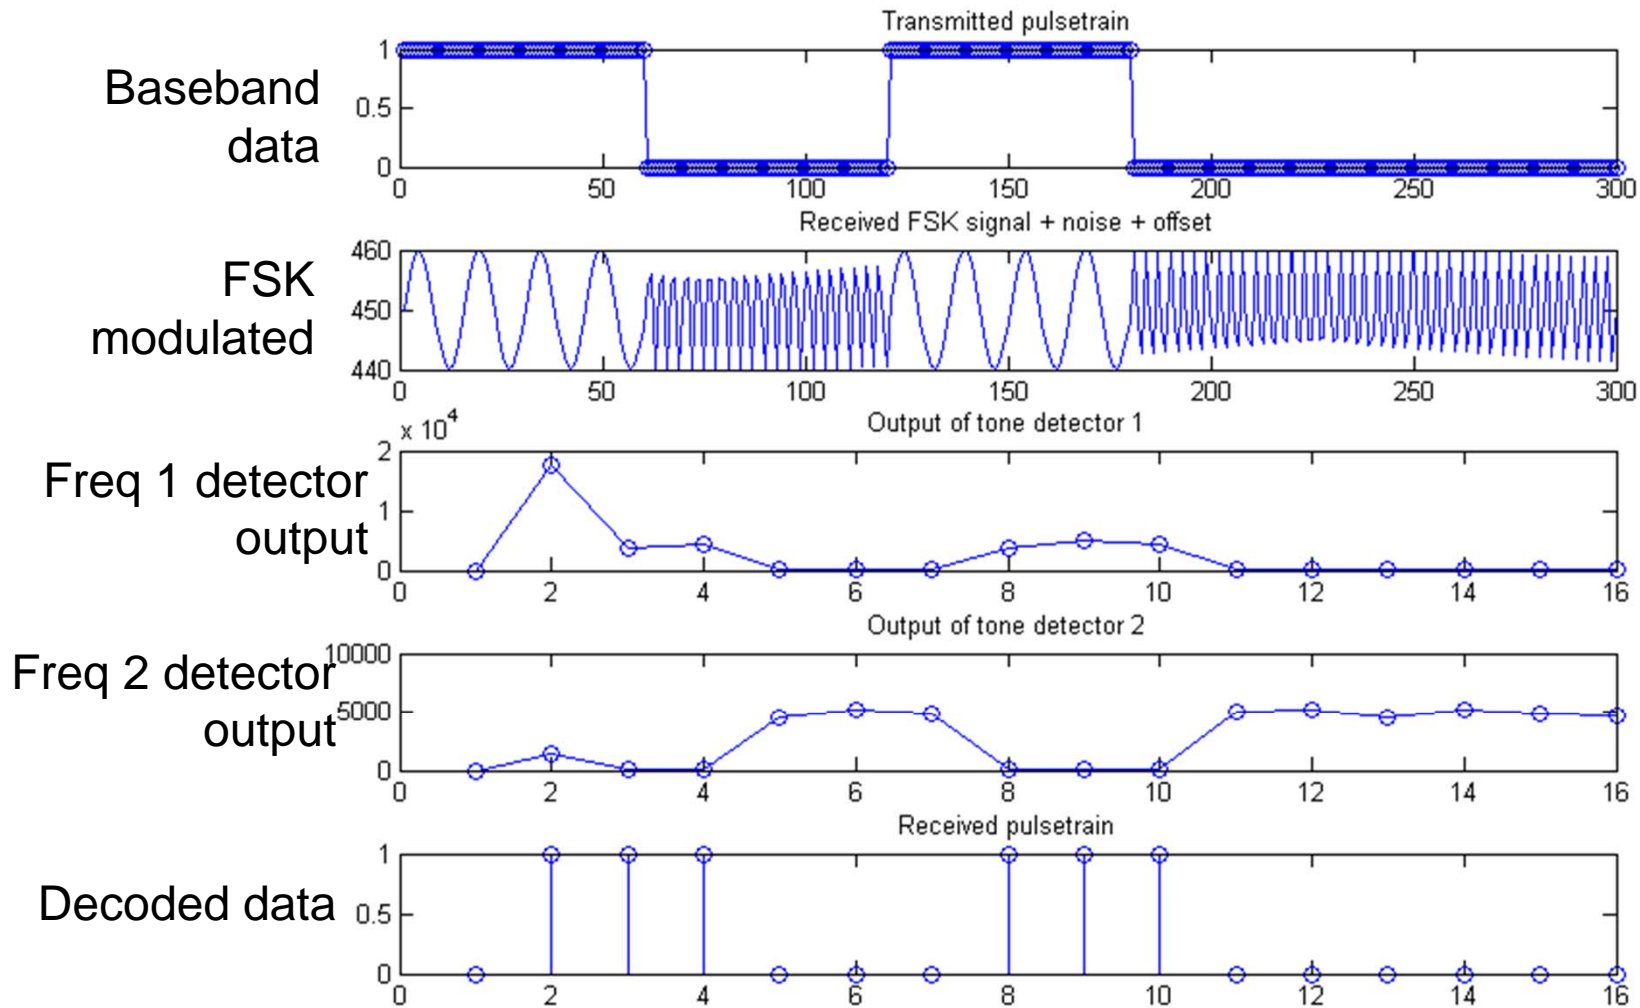 Transmitted pulsetrain
Baseband
data
1
0.5
0
0 50 100 150 200 250 300
Received FSK signal + noise + offset
FSK
modulated
460
450
440
0 50 100 150 200 250 300
Output of tone detector 1
x 10^4
Freq 1 detector
output
2
1
0
0 2 4 6 8 10 12 14 16
Output of tone detector 2
Freq 2 detector
output
10000
5000
0
0 2 4 6 8 10 12 14 16
Received pulsetrain
Decoded data
1
0.5
0
0 2 4 6 8 10 12 14 16